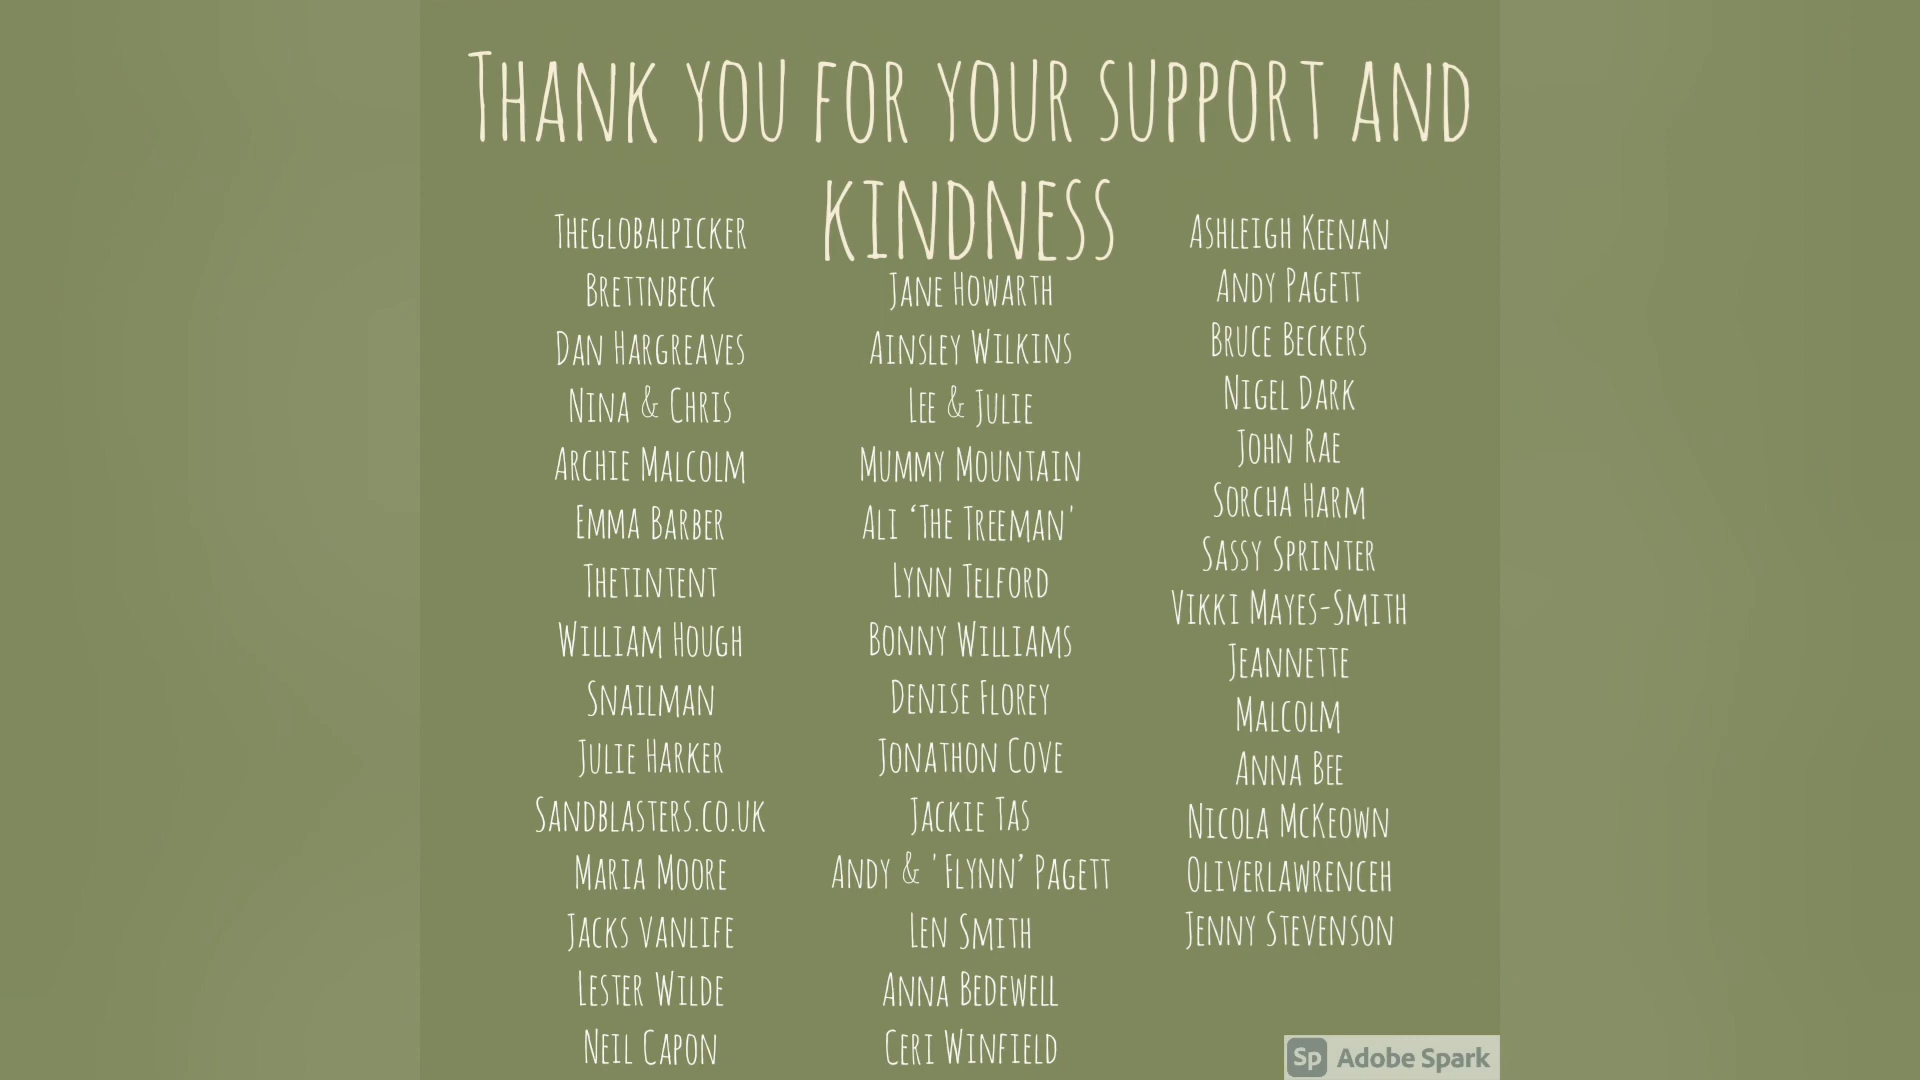 Thank you for your support and
kindness
Theglobalpicker
Brettnbeck
Dan Hargreaves
Nina & Chris
Archie Malcolm
Emma Barber
Thetintent
William Hough
Snailman
Julie Harker
Sandblasters.co.uk
Maria Moore
Jacks vanlife
Lester Wilde
Neil Capon
Jane Howarth
Ainsley Wilkins
Lee & Julie
Mummy Mountain
Ali ‘The Treeman'
Lynn Telford
Bonny Williams
Denise Florey
Jonathon Cove
Jackie Tas
Andy & 'Flynn’ Pagett
Len Smith
Anna Bedewell
Ceri Winfield
Ashleigh Keenan
Andy Pagett
Bruce Beckers
Nigel Dark
John Rae
Sorcha Harm
Sassy Sprinter
Vikki Mayes-Smith
Jeannette
Malcolm
Anna Bee
Nicola McKeown
Oliverlawrenceh
Jenny Stevenson
Sp Adobe Spark